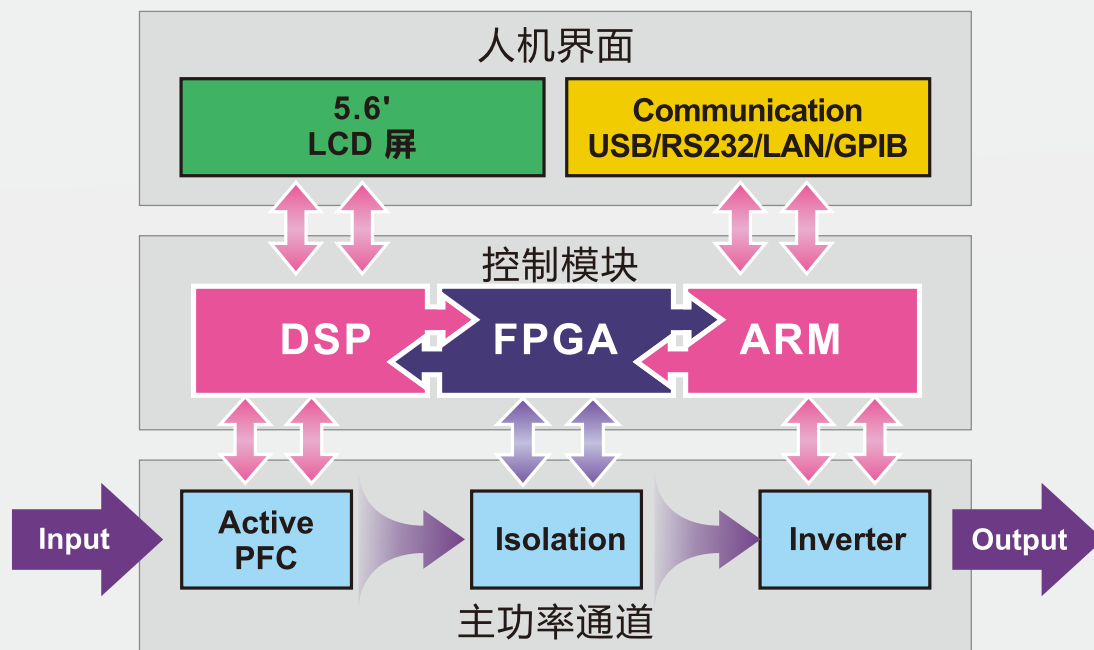 人机界面
5.6'
LCD 屏
Communication
USB/RS232/LAN/GPIB
控制模块
DSP
FPGA
ARM
Input
Active
PFC
Isolation
Inverter
Output
主功率通道